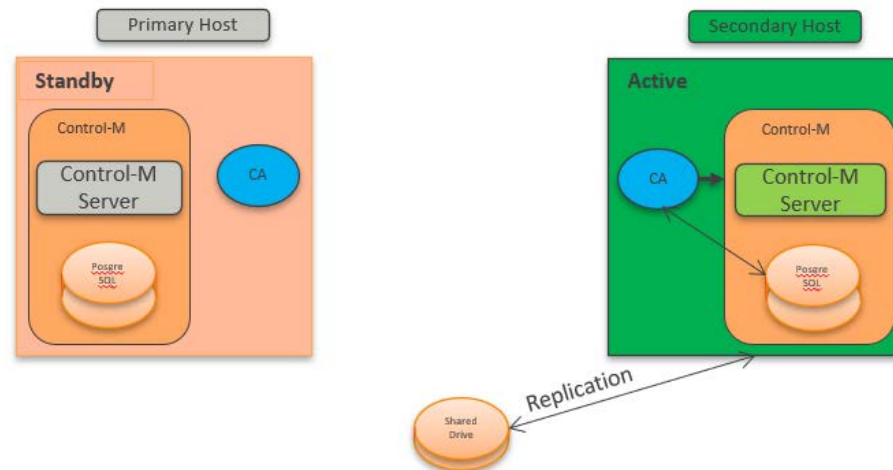 Primary Host
Secondary Host
Standby
Control-M
Control-M
Server
CA
Posgre
SQL
Active
Control-M
CA
Control-M
Server
Posgre
SQL
Replication
Shared
Drive